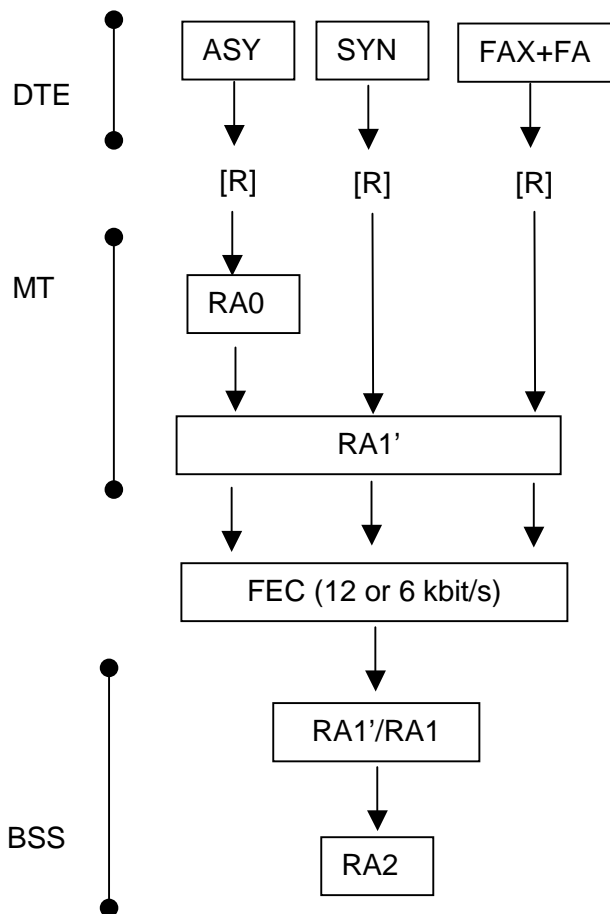 ASY SYN FAX+FA
DTE
[R] [R] [R]
MT
RA0
RA1’
FEC (12 or 6 kbit/s)
RA1’/RA1
BSS
RA2